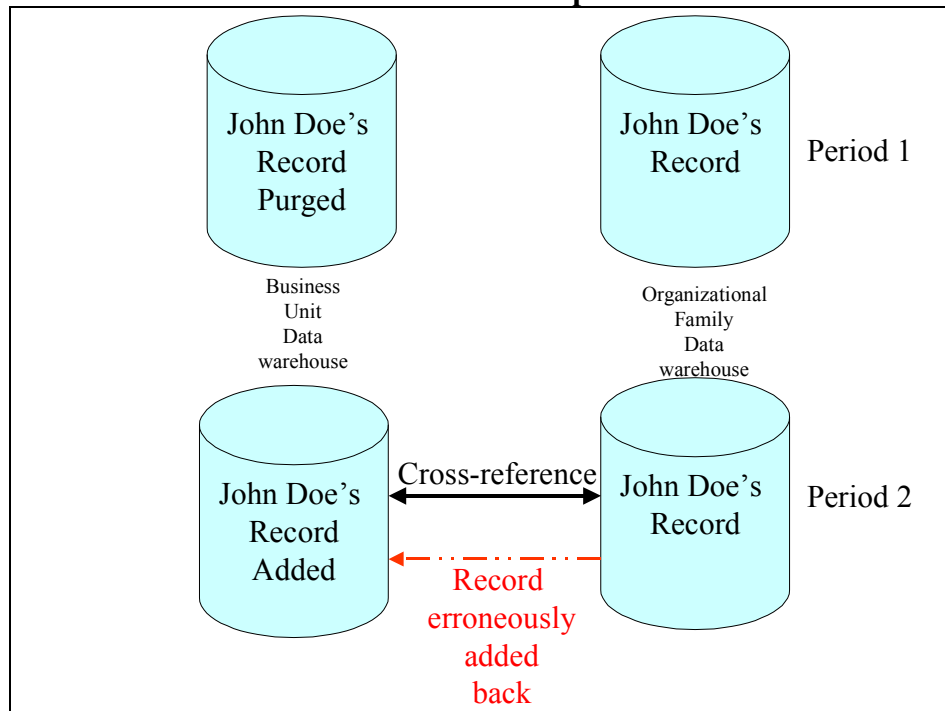 John Doe's
Record
Purged
John Doe's
Record
Period 1
Business
Unit
Data
warehouse
Organizational
Family
Data
warehouse
John Doe's
Record
Added
Cross-reference
John Doe's
Record
Period 2
Record
erroneously
added
back